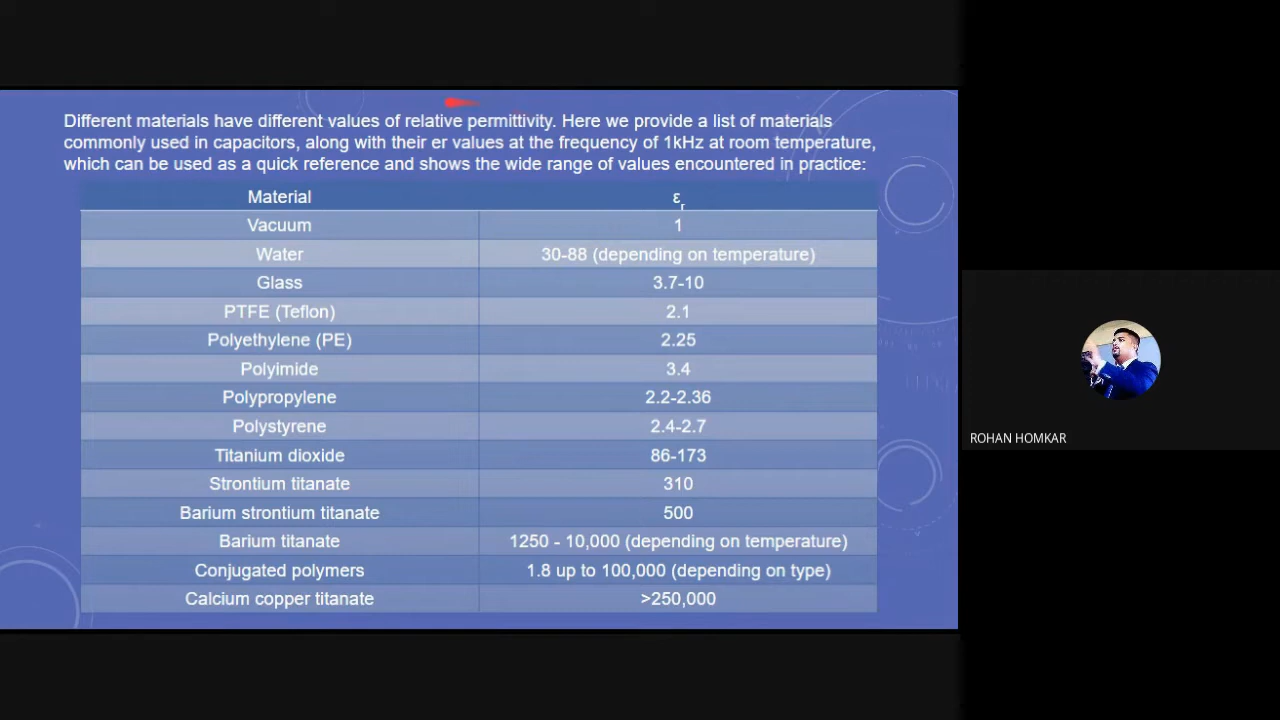 Different materials have different values of relative permittivity. Here we provide a list of materials
commonly used in capacitors, along with their er values at the frequency of 1kHz at room temperature,
which can be used as a quick reference and shows the wide range of values encountered in practice:
Material εr
Vacuum 1
Water 30-88 (depending on temperature)
Glass 3.7-10
PTFE (Teflon) 2.1
Polyethylene (PE) 2.25
Polyimide 3.4
Polypropylene 2.2-2.36
Polystyrene 2.4-2.7
Titanium dioxide 86-173
Strontium titanate 310
Barium strontium titanate 500
Barium titanate 1250 - 10,000 (depending on temperature)
Conjugated polymers 1.8 up to 100,000 (depending on type)
Calcium copper titanate >250,000
ROHAN HOMKAR